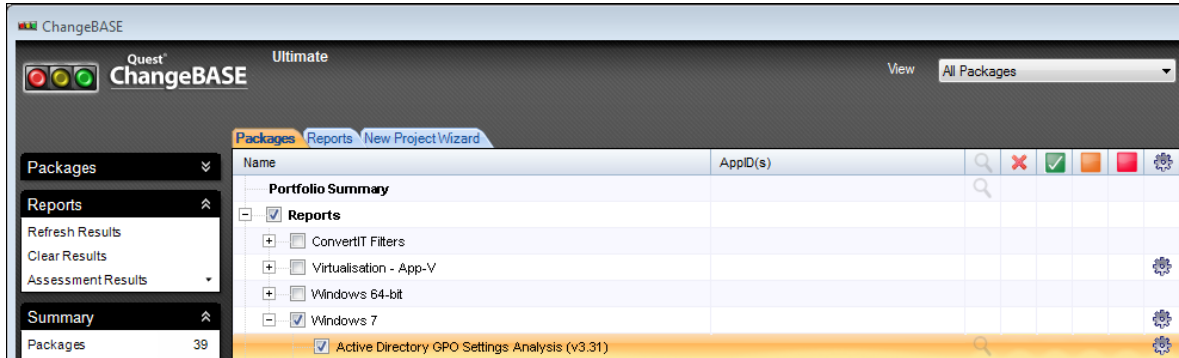 ChangeBASE
Quest® ChangeBASE
Ultimate
View All Packages
Packages Reports New Project Wizard
Packages
Reports
Refresh Results
Clear Results
Assessment Results
Summary
Packages 39
Name AppID(s)
Portfolio Summary
Reports
ConvertIT Filters
Virtualisation - App-V
Windows 64-bit
Windows 7
Active Directory GPO Settings Analysis (v3.31)